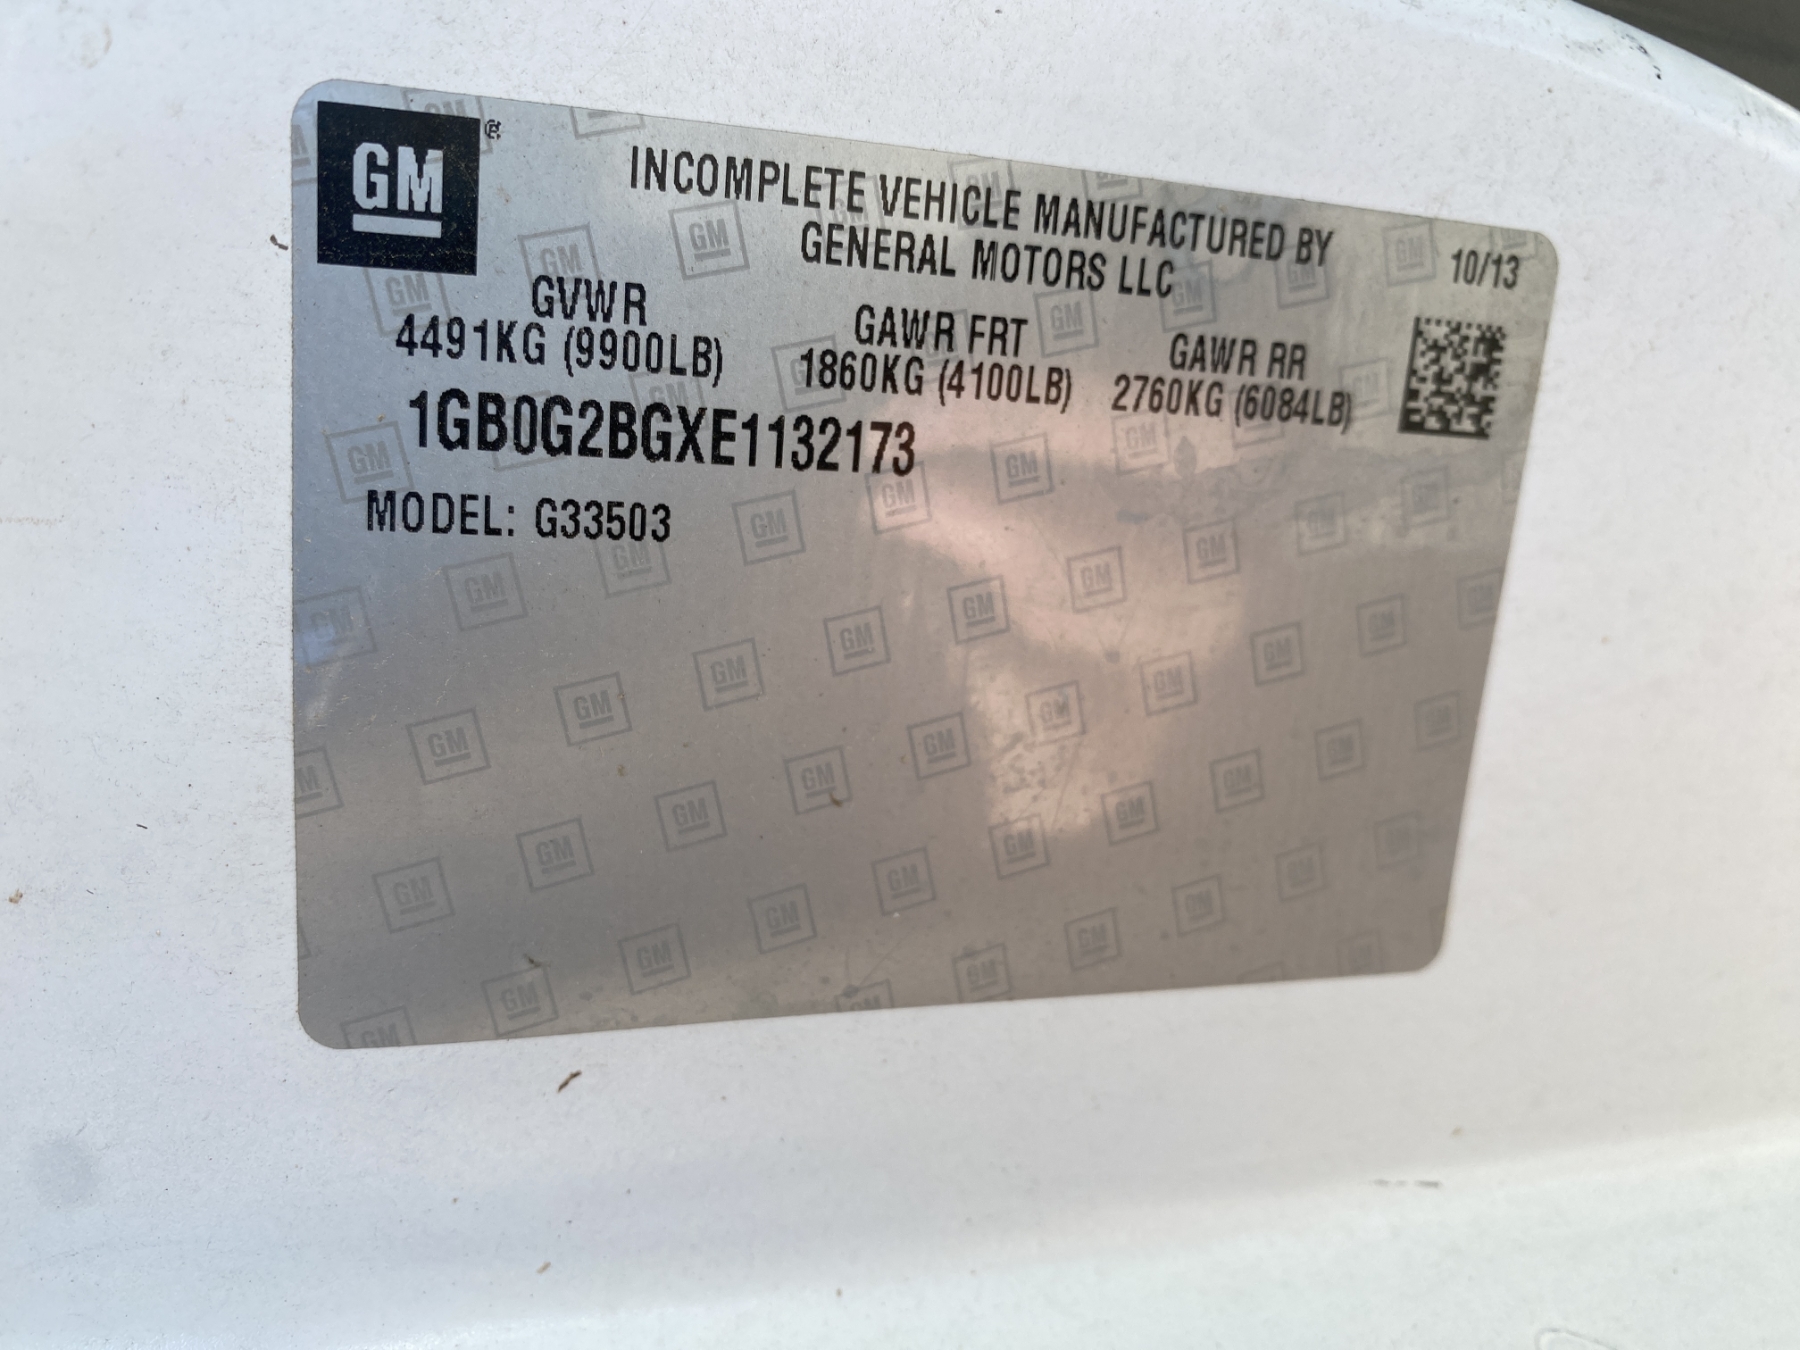 GM
INCOMPLETE VEHICLE MANUFACTURED BY
GENERAL MOTORS LLC
10/13
GVWR
4491KG (9900LB)
GAWR FRT
1860KG (4100LB)
GAWR RR
2760KG (6084LB)
1GB0G2BGXE1132173
MODEL: G33503